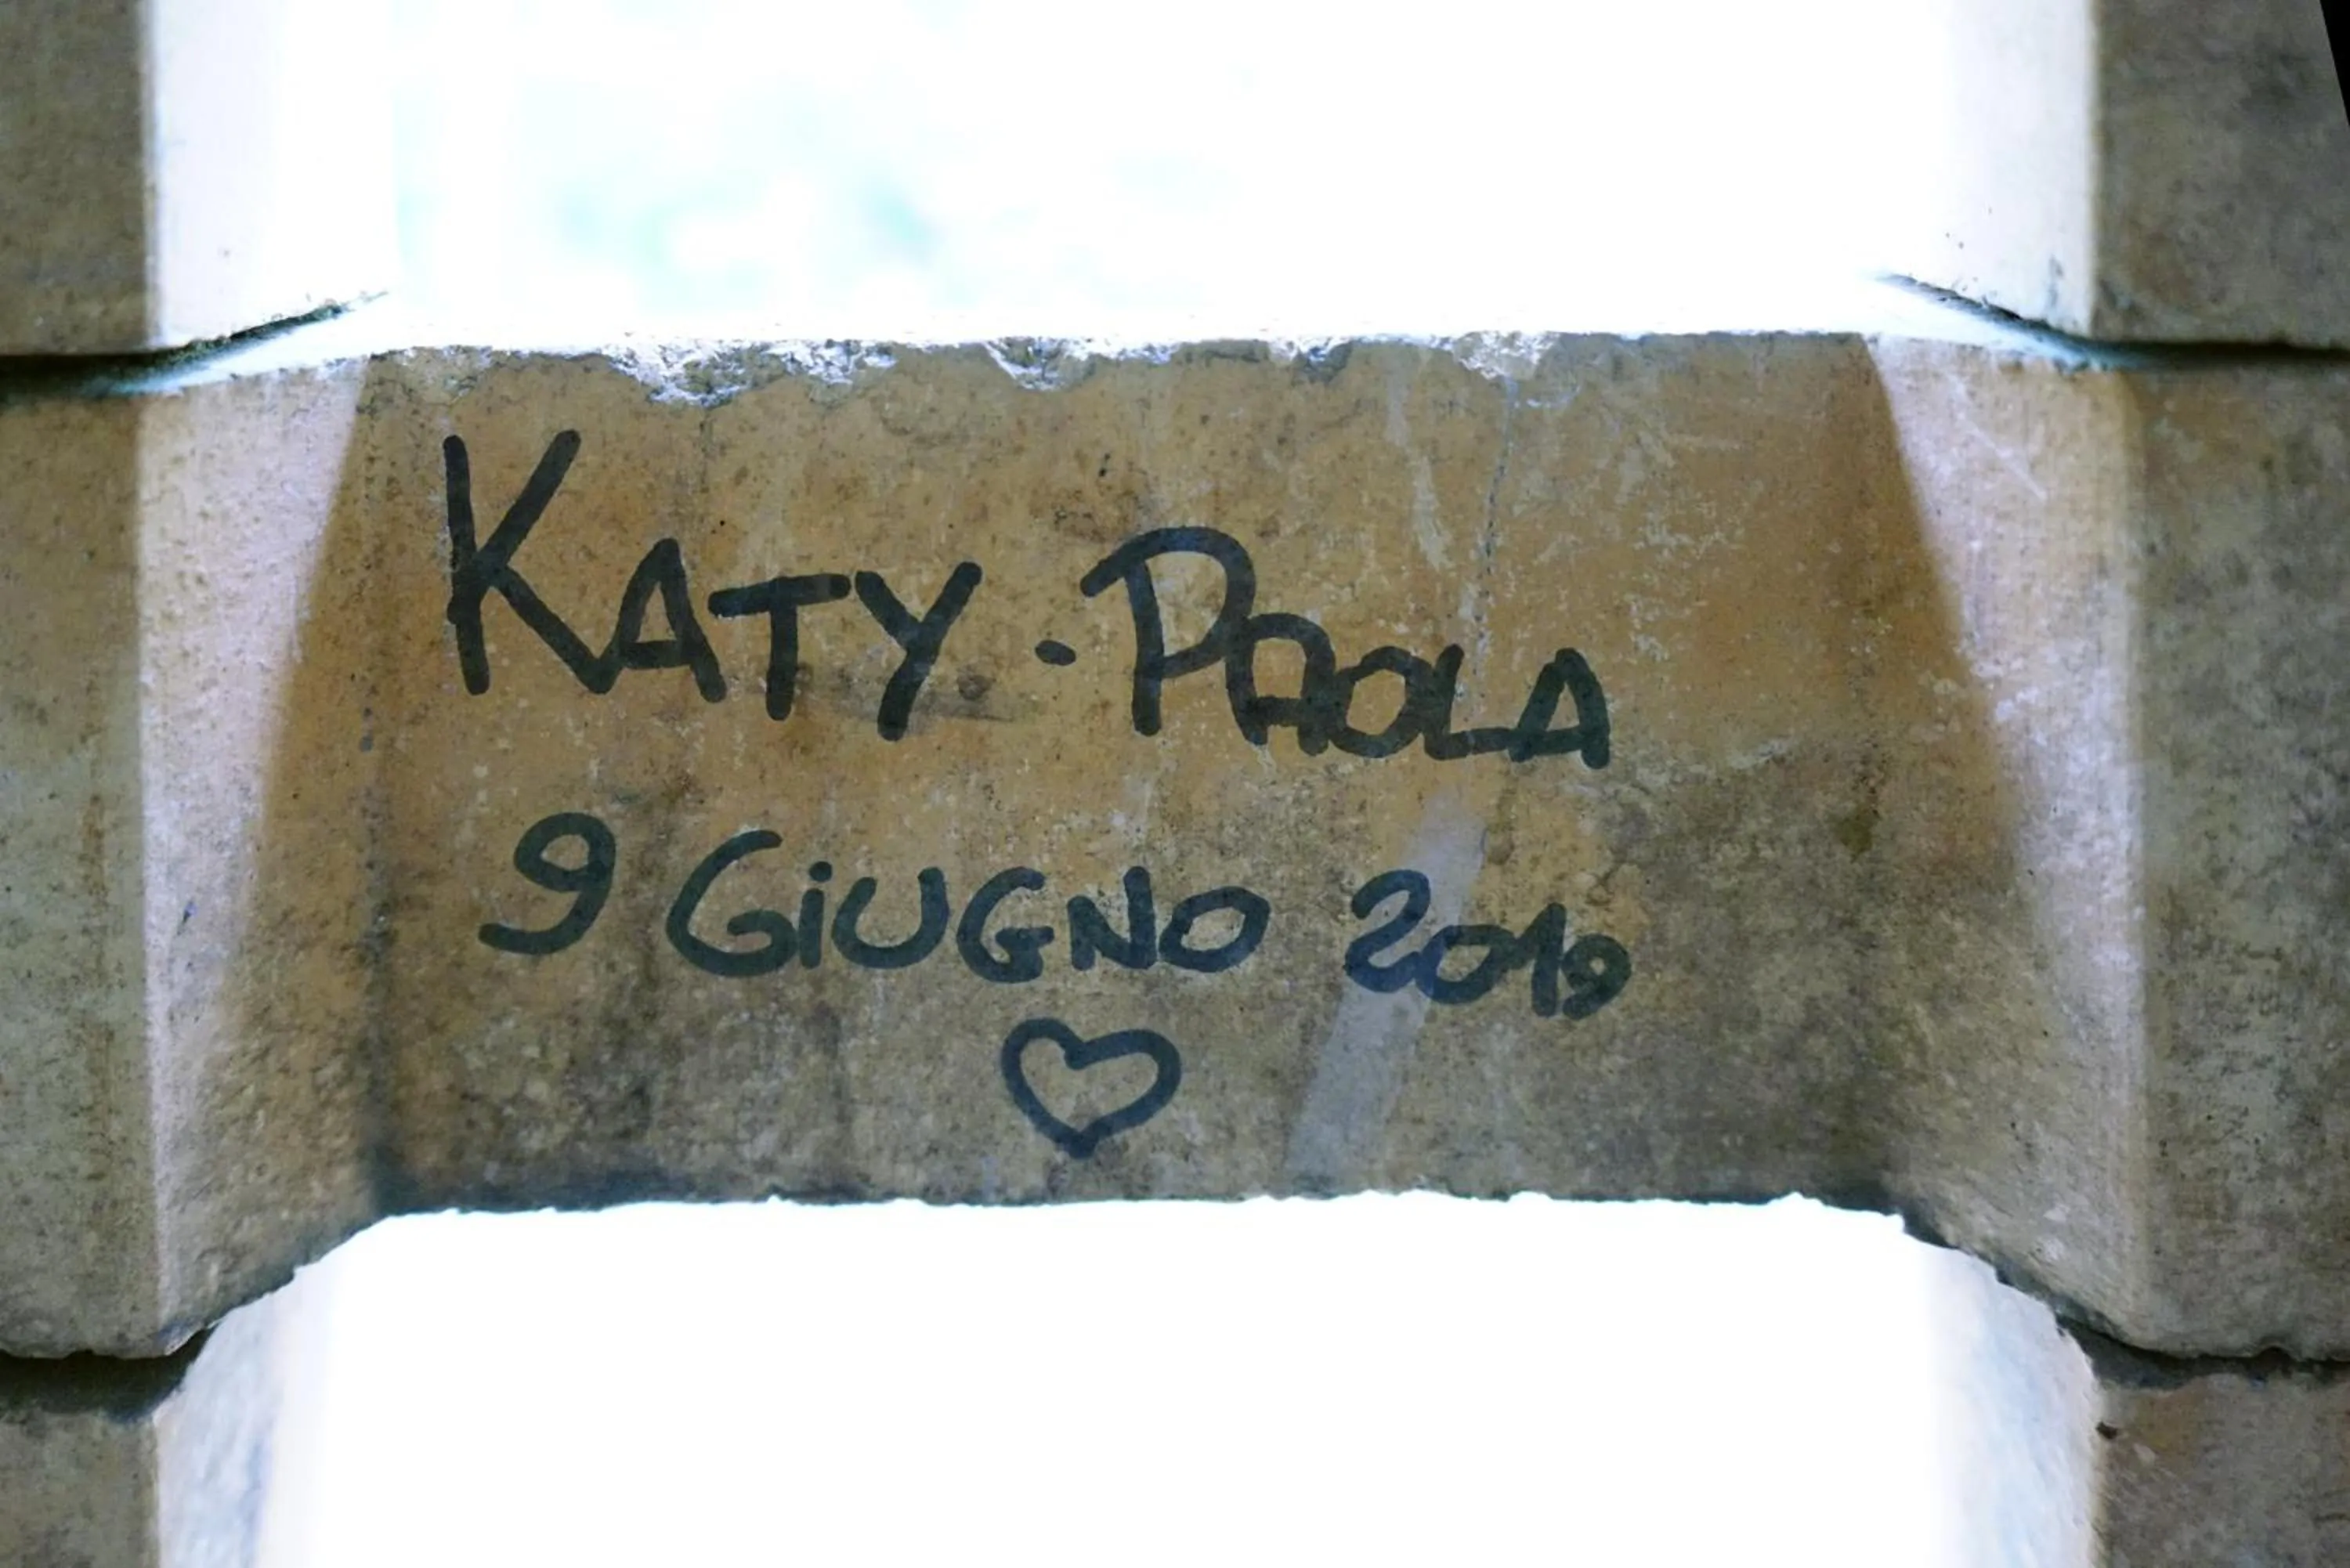 KATY · PAOLA
9 GiUGNO 2019